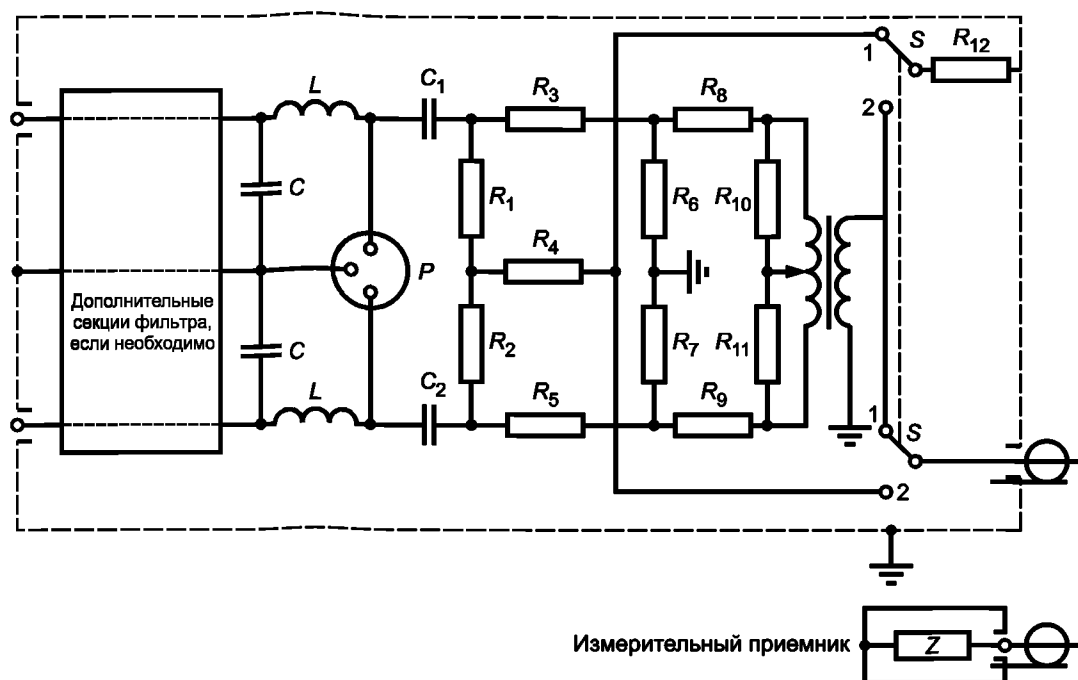 1 S R12
2
L C1 R3 R8
C R1 R6 R10
R4
P
Дополнительные
секции фильтра,
если необходимо
C R2 R7 R11
L C2 R5 R9
1 S
2
Измерительный приемник Z